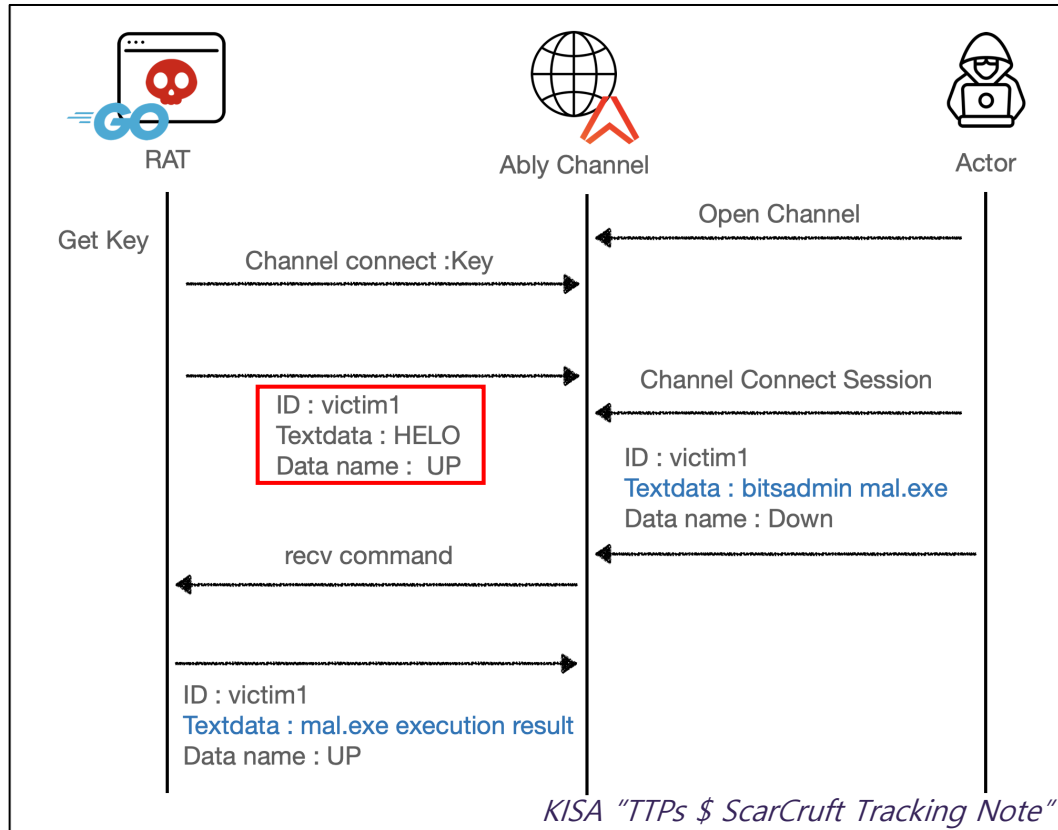 GO
RAT
Ably Channel
Actor
Get Key
Open Channel
Channel connect :Key
Channel Connect Session
ID : victim1
Textdata : HELO
Data name :  UP
ID : victim1
Textdata : bitsadmin mal.exe
Data name : Down
recv command
ID : victim1
Textdata : mal.exe execution result
Data name : UP
KISA “TTPs $ ScarCruft Tracking Note”